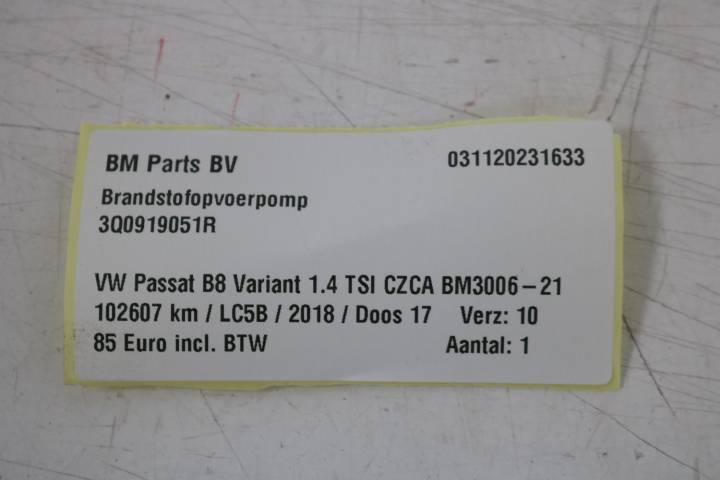 BM Parts BV 031120231633
Brandstofopvoerpomp
3Q0919051R
VW Passat B8 Variant 1.4 TSI CZCA BM3006-21
102607 km / LC5B / 2018 / Doos 17 Verz: 10
85 Euro incl. BTW Aantal: 1